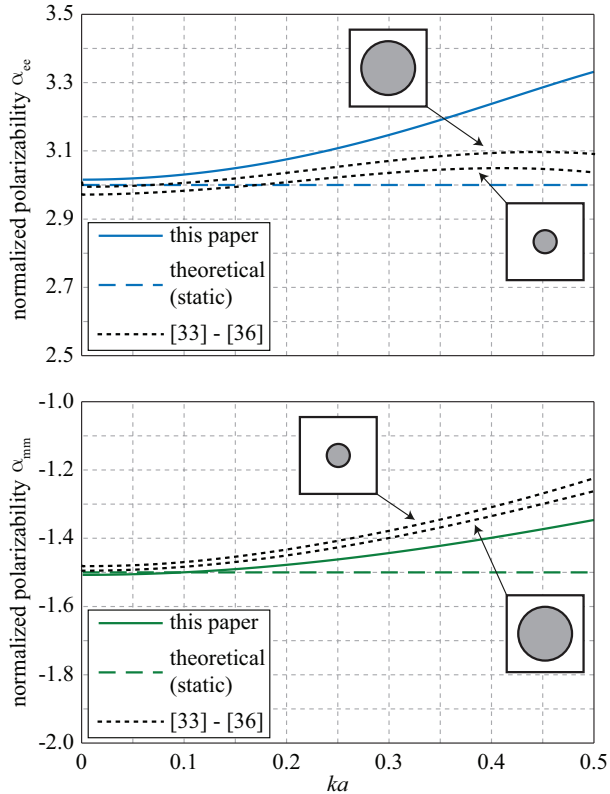 3.5
3.3
3.1
2.9
2.7
2.5
normalized polarizability αee
this paper
theoretical
(static)
[33] - [36]
-1.0
-1.2
-1.4
-1.6
-1.8
-2.0
normalized polarizability αmm
this paper
theoretical
(static)
[33] - [36]
0 0.1 0.2 0.3 0.4 0.5
ka